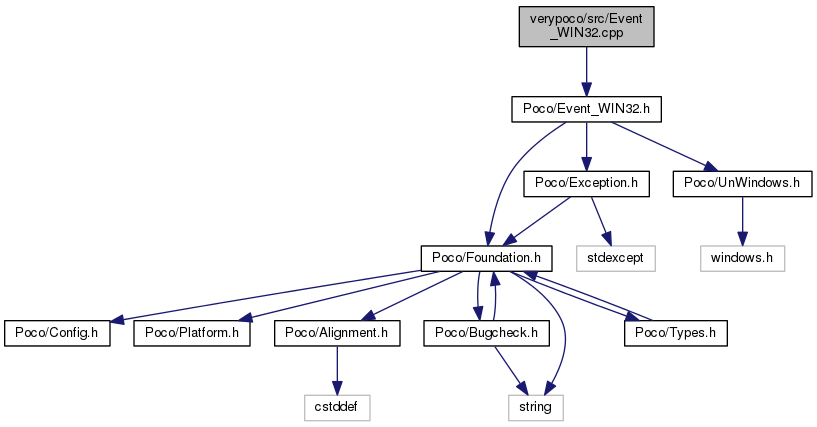 verypoco/src/Event
_WIN32.cpp
Poco/Event_WIN32.h
Poco/Exception.h
Poco/UnWindows.h
Poco/Foundation.h
stdexcept
windows.h
Poco/Config.h
Poco/Platform.h
Poco/Alignment.h
Poco/Bugcheck.h
Poco/Types.h
cstddef
string